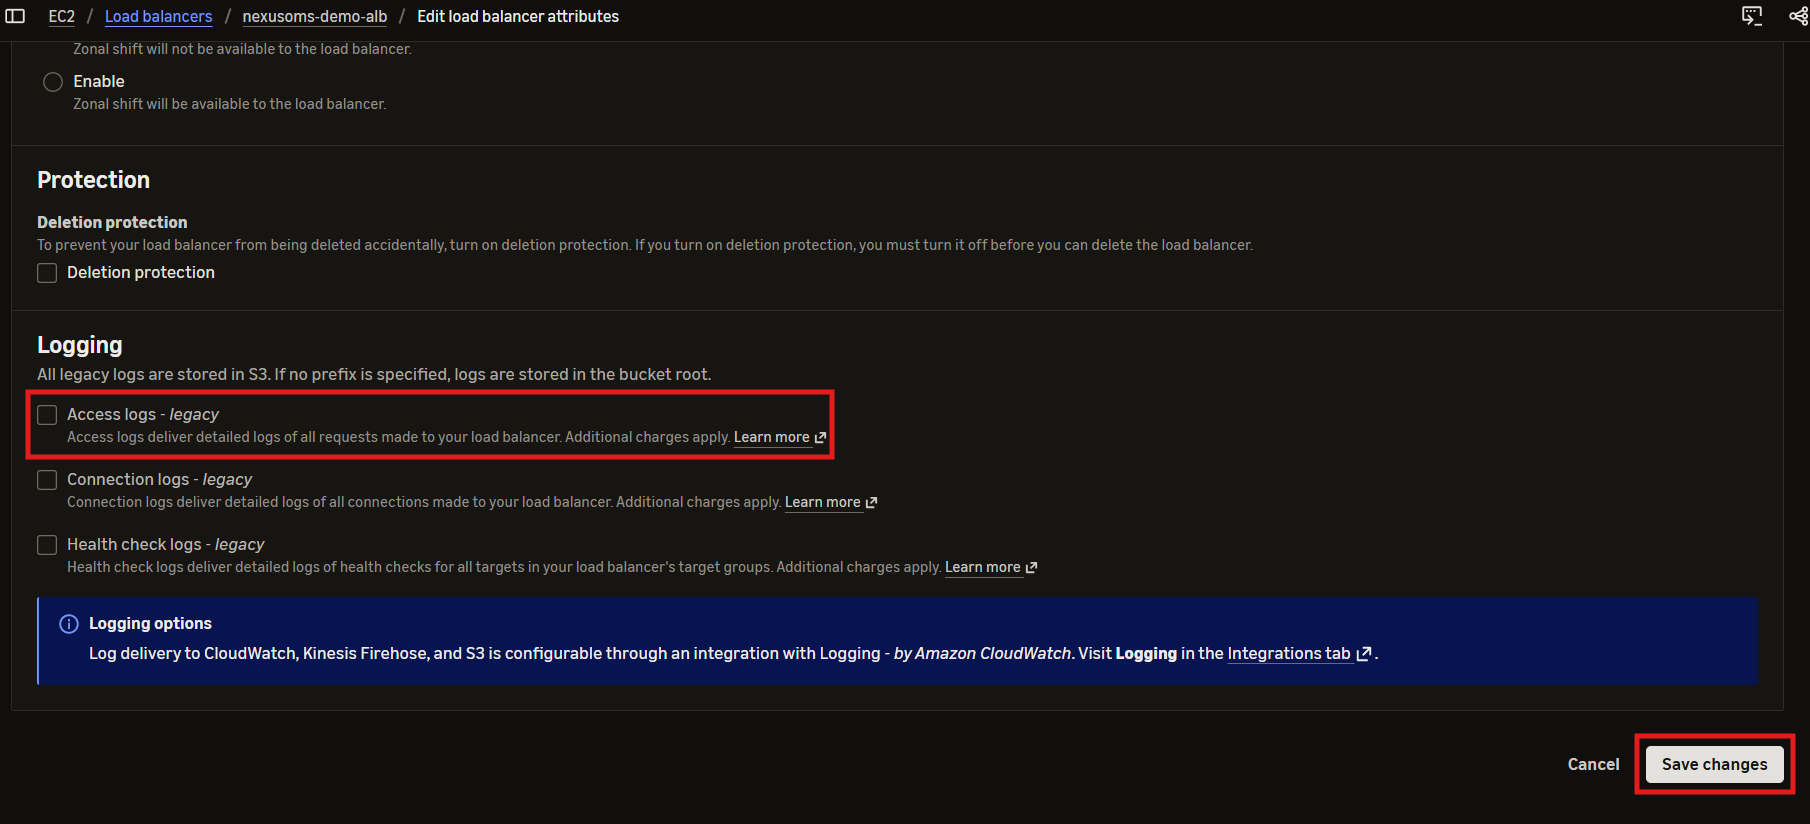 EC2 / Load balancers / nexusoms-demo-alb / Edit load balancer attributes
Zonal shift will not be available to the load balancer.
Enable
Zonal shift will be available to the load balancer.
Protection
Deletion protection
To prevent your load balancer from being deleted accidentally, turn on deletion protection. If you turn on deletion protection, you must turn it off before you can delete the load balancer.
Deletion protection
Logging
All legacy logs are stored in S3. If no prefix is specified, logs are stored in the bucket root.
Access logs - legacy
Access logs deliver detailed logs of all requests made to your load balancer. Additional charges apply. Learn more
Connection logs - legacy
Connection logs deliver detailed logs of all connections made to your load balancer. Additional charges apply. Learn more
Health check logs - legacy
Health check logs deliver detailed logs of health checks for all targets in your load balancer's target groups. Additional charges apply. Learn more
Logging options
Log delivery to CloudWatch, Kinesis Firehose, and S3 is configurable through an integration with Logging - by Amazon CloudWatch. Visit Logging in the Integrations tab .
Cancel Save changes